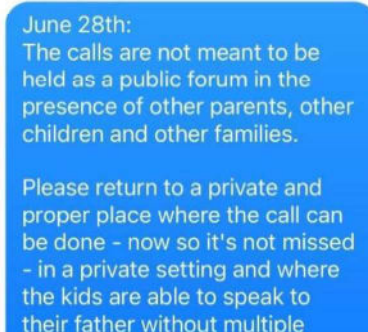 June 28th:
The calls are not meant to be
held as a public forum in the
presence of other parents, other
children and other families.
Please return to a private and
proper place where the call can
be done - now so it's not missed
- in a private setting and where
the kids are able to speak to
their father without multiple